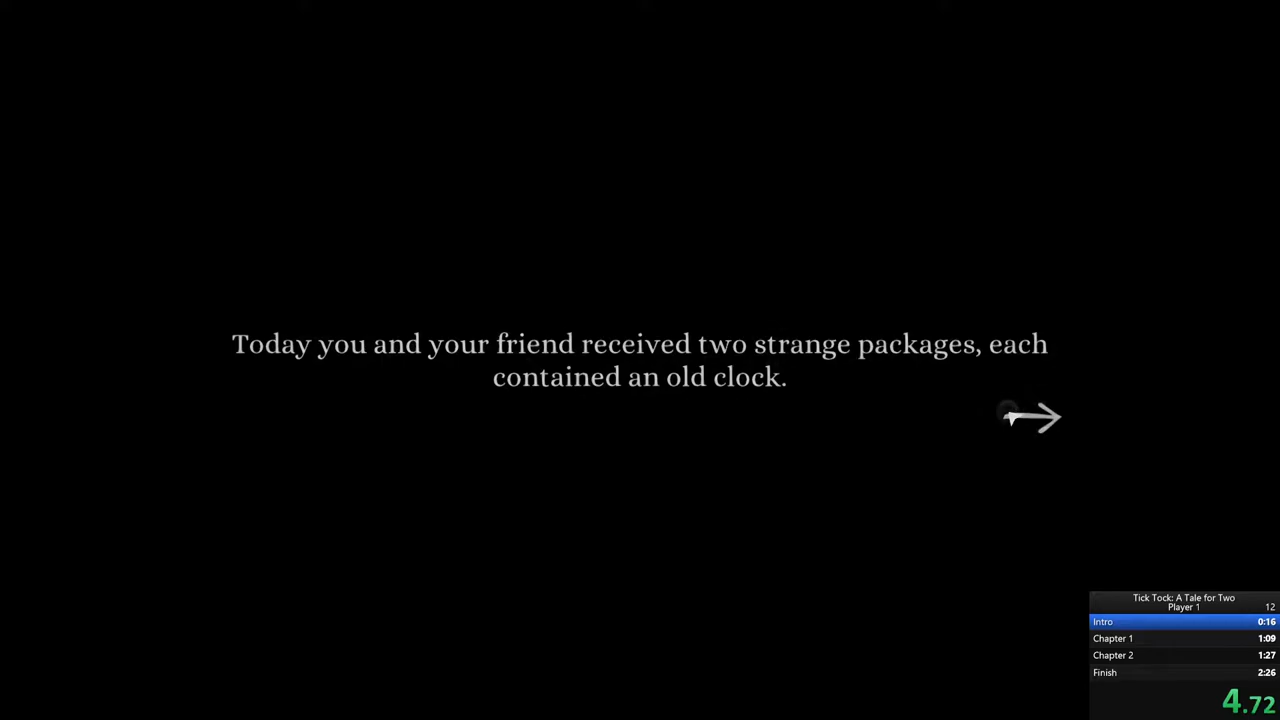 Today you and your friend received two strange packages, each
contained an old clock.
Tick Tock: A Tale for Two
Player 1 12
Intro 0:16
Chapter 1 1:09
Chapter 2 1:27
Finish 2:26
4.72